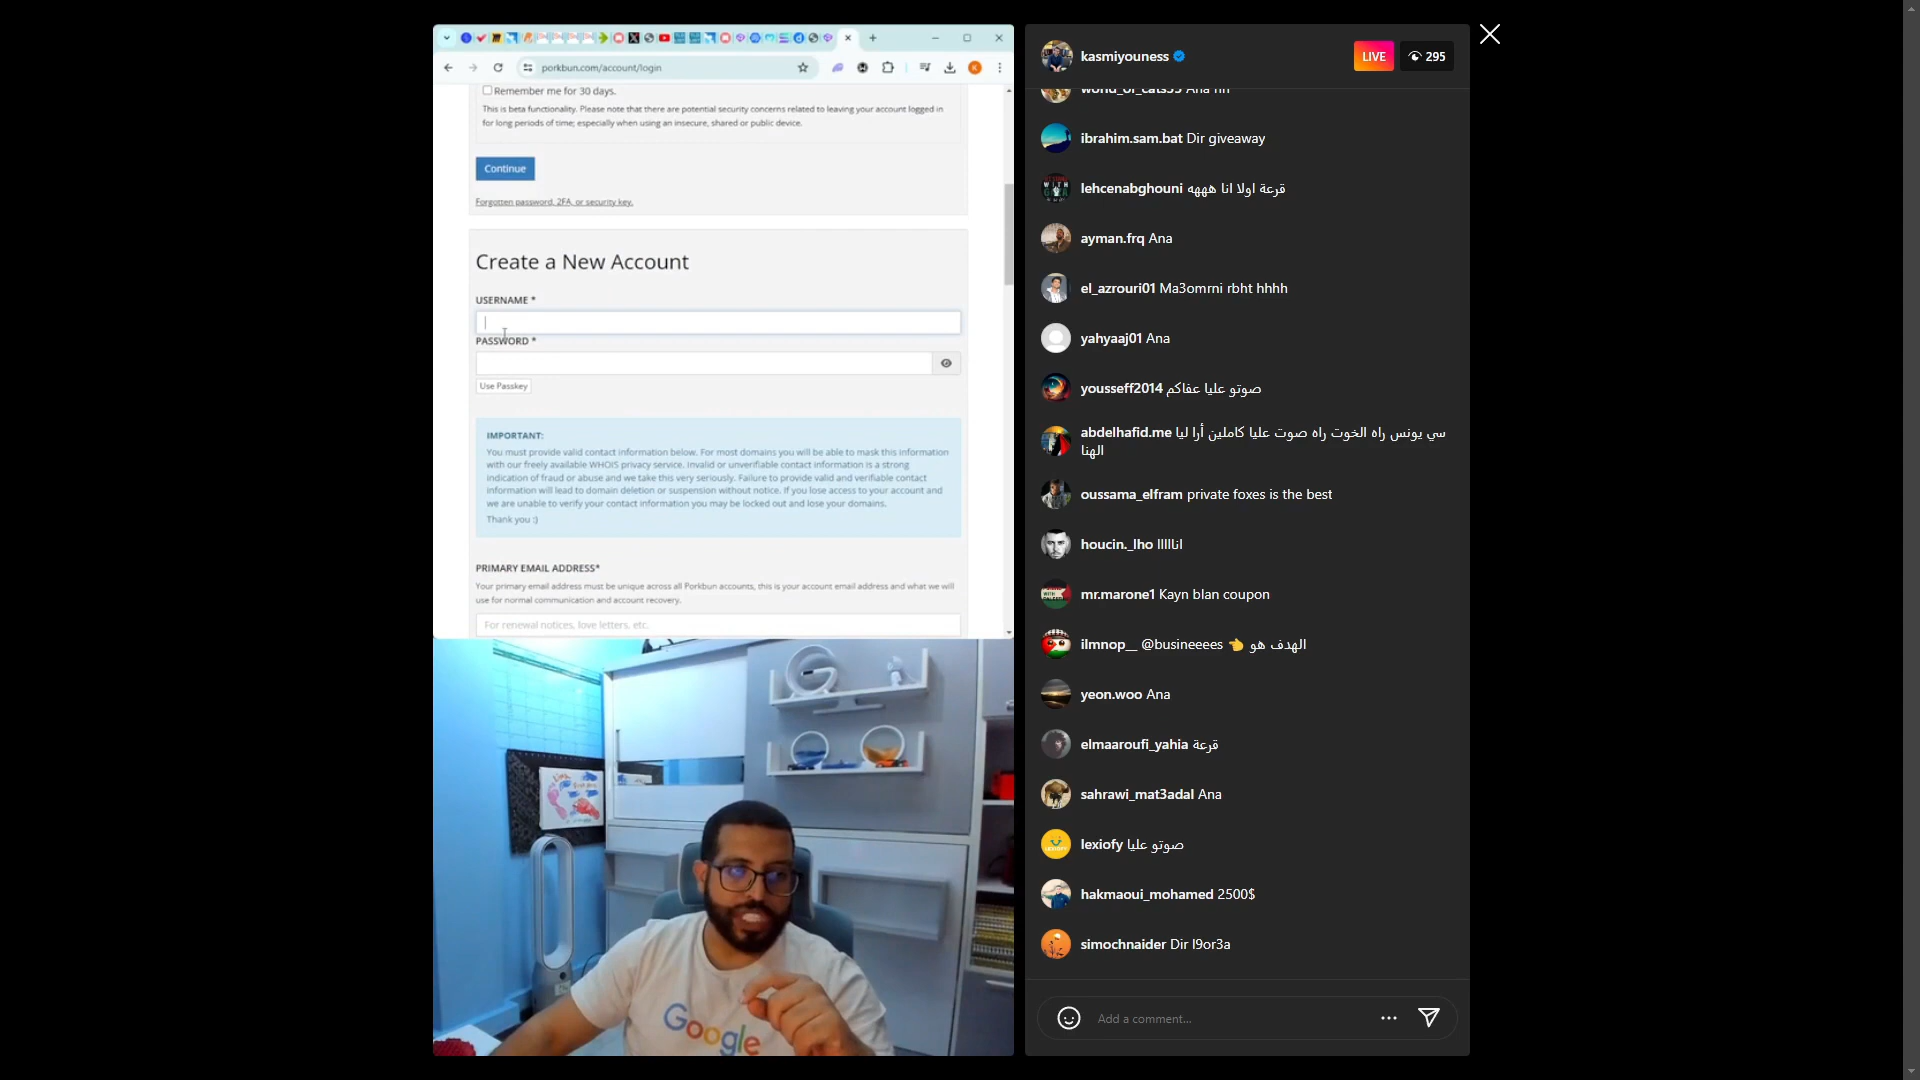 porkbun.com/account/login
Remember me for 30 days.
This is beta functionality. Please note that there are potential security concerns related to leaving your account logged in
for long periods of time; especially when using an insecure, shared or public device.
Continue
Forgotten password, 2FA, or security key.
Create a New Account
USERNAME *
PASSWORD *
Use Passkey
IMPORTANT:
You must provide valid contact information below. For most domains you will be able to mask this information
with our freely available WHOIS privacy service. Invalid or unverifiable contact information is a strong
indication of fraud or abuse and we take this very seriously. Failure to provide valid and verifiable contact
information will lead to domain deletion or suspension without notice. If you lose access to your account and
we are unable to verify your contact information you may be locked out and lose your domains.
Thank you :)
PRIMARY EMAIL ADDRESS*
Your primary email address must be unique across all Porkbun accounts, this is your account email address and what we will
use for normal communication and account recovery.
For renewal notices, love letters, etc.
Google
kasmiyouness
LIVE
295
ibrahim.sam.bat Dir giveaway
lehcenabghouni قرعة اولا انا هههه
ayman.frq Ana
el_azrouri01 Ma3omrni rbht hhhh
yahyaaj01 Ana
yousseff2014 صوتو عليا عفاكم
abdelhafid.me سي يونس راه الخوت راه صوت عليا كاملين أرا ليا
الهنا
oussama_elfram private foxes is the best
houcin._lho اناااااا
mr.marone1 Kayn blan coupon
ilmnop__ @busineeees 👈 الهدف هو
yeon.woo Ana
elmaaroufi_yahia قرعة
sahrawi_mat3adal Ana
lexiofy صوتو عليا
hakmaoui_mohamed 2500$
simochnaider Dir l9or3a
Add a comment...